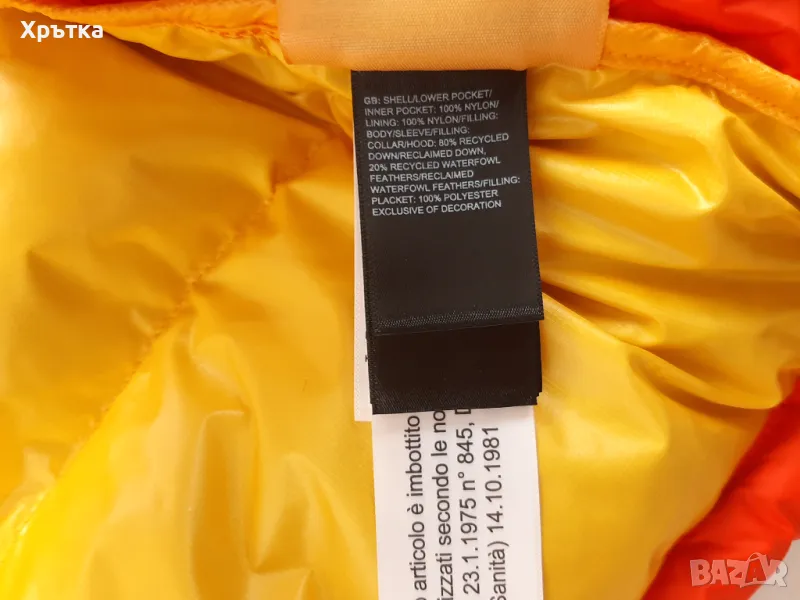 Хрътка
GB: SHELL/LOWER POCKET/
INNER POCKET: 100% NYLON/
LINING: 100% NYLON/FILLING:
BODY/SLEEVE/FILLING:
COLLAR/HOOD: 80% RECYCLED
DOWN/RECLAIMED DOWN,
20% RECYCLED WATERFOWL
FEATHERS/RECLAIMED
WATERFOWL FEATHERS/FILLING:
PLACKET: 100% POLYESTER
EXCLUSIVE OF DECORATION
articolo è imbottito
izzati secondo le no
23.1.1975 n° 845,
Sanità) 14.10.1981
BAZAR